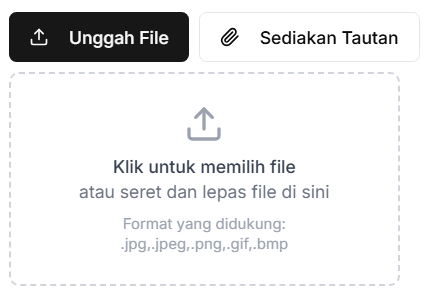 Unggah File
Sediakan Tautan
Klik untuk memilih file
atau seret dan lepas file di sini
Format yang didukung:
.jpg,.jpeg,.png,.gif,.bmp